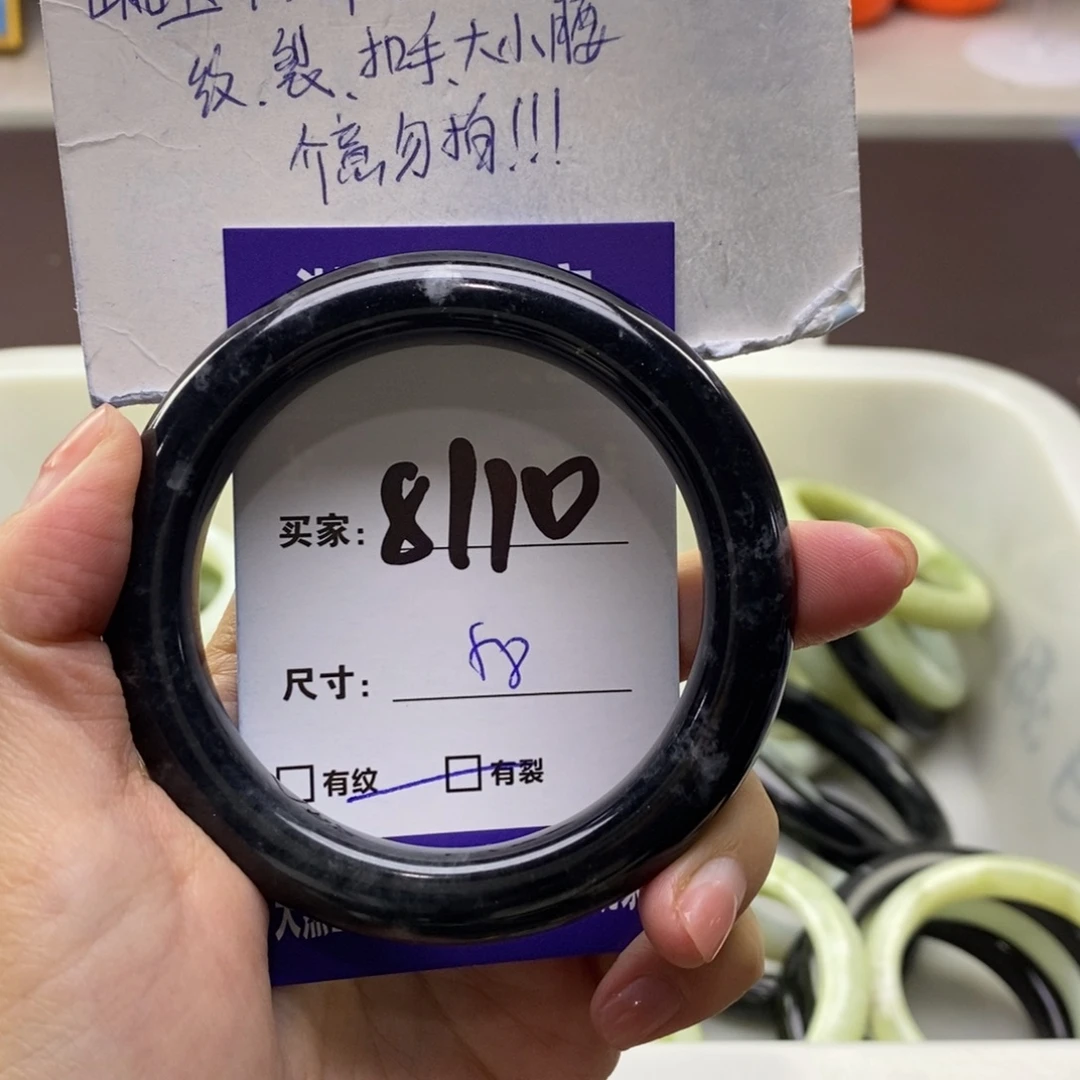 纹.裂、扣手、大小腰
介意勿拍!!!
买家: 8110
尺寸: 58
有纹 有裂